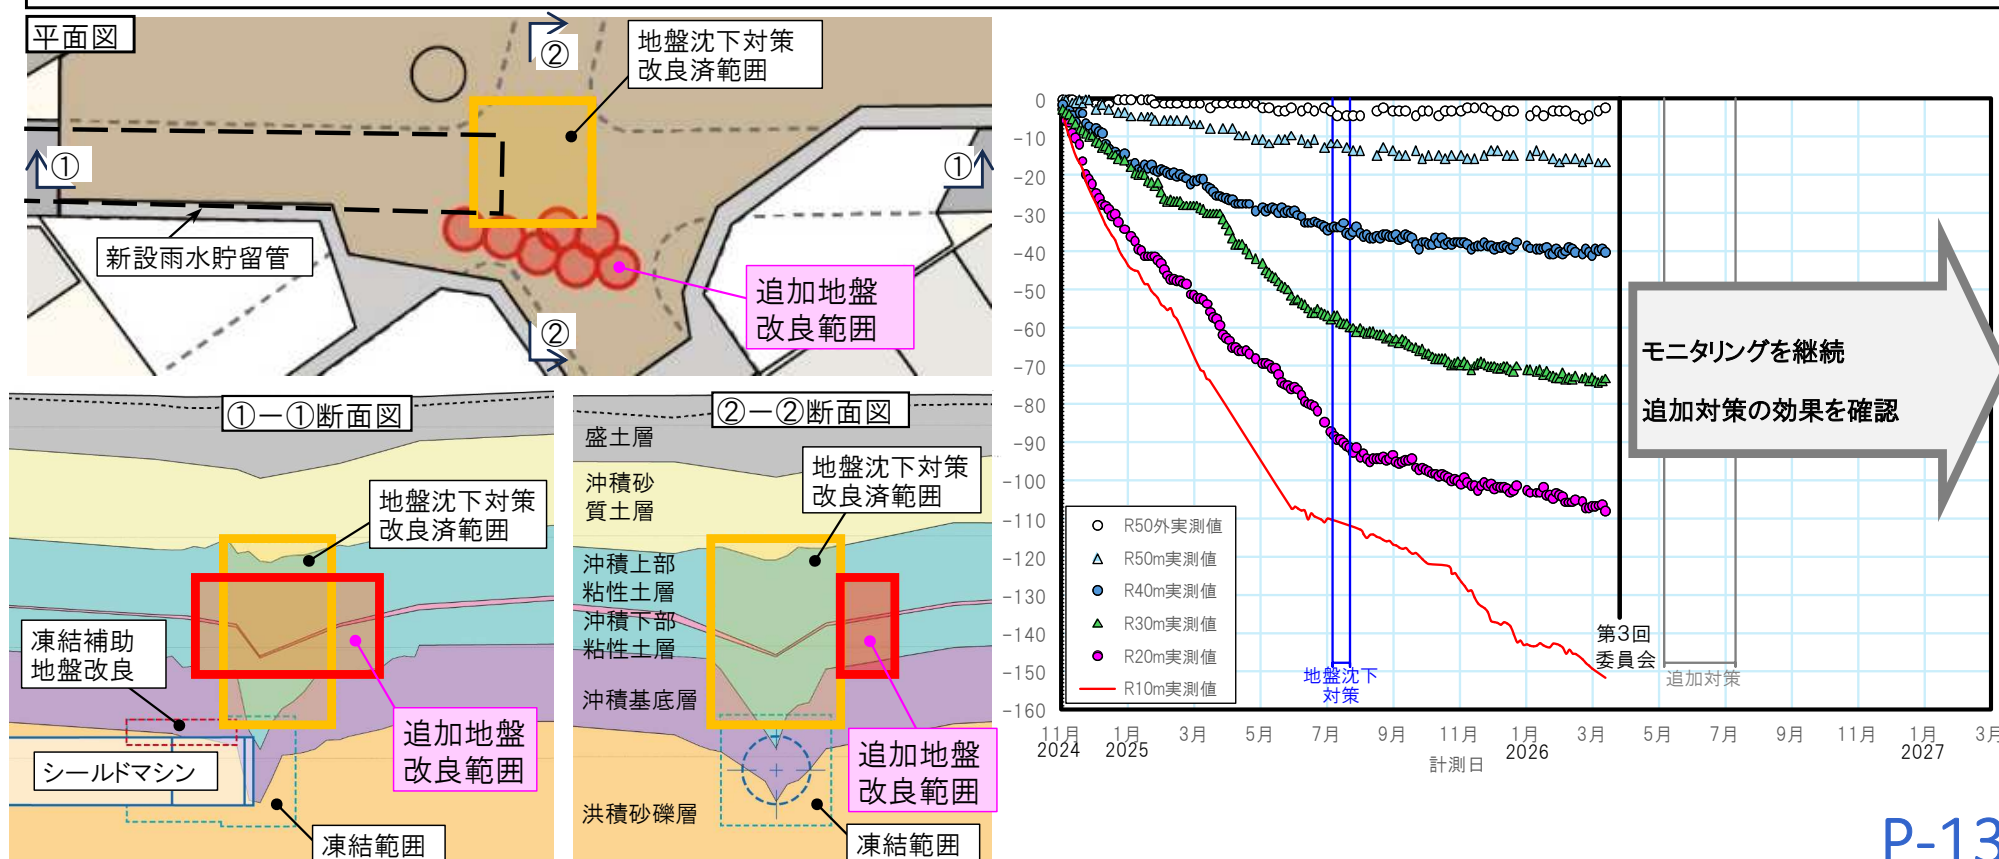 平面図
②
地盤沈下対策
改良済範囲
①
①
新設雨水貯留管
追加地盤
改良範囲
②
①－①断面図
地盤沈下対策
改良済範囲
凍結補助
地盤改良
シールドマシン
追加地盤
改良範囲
凍結範囲
②－②断面図
盛土層
地盤沈下対策
改良済範囲
沖積砂
質土層
沖積上部
粘性土層
沖積下部
粘性土層
沖積基底層
追加地盤
改良範囲
洪積砂礫層
凍結範囲
0
-10
-20
-30
-40
-50
-60
-70
-80
-90
-100
-110
-120
-130
-140
-150
-160
R50外実測値
R50m実測値
R40m実測値
R30m実測値
R20m実測値
R10m実測値
地盤沈下
対策
第3回
委員会
追加対策
モニタリングを継続
追加対策の効果を確認
11月 1月 3月 5月 7月 9月 11月 1月 3月 5月 7月 9月 11月 1月 3月
2024 2025 2026 2027
計測日
P-13